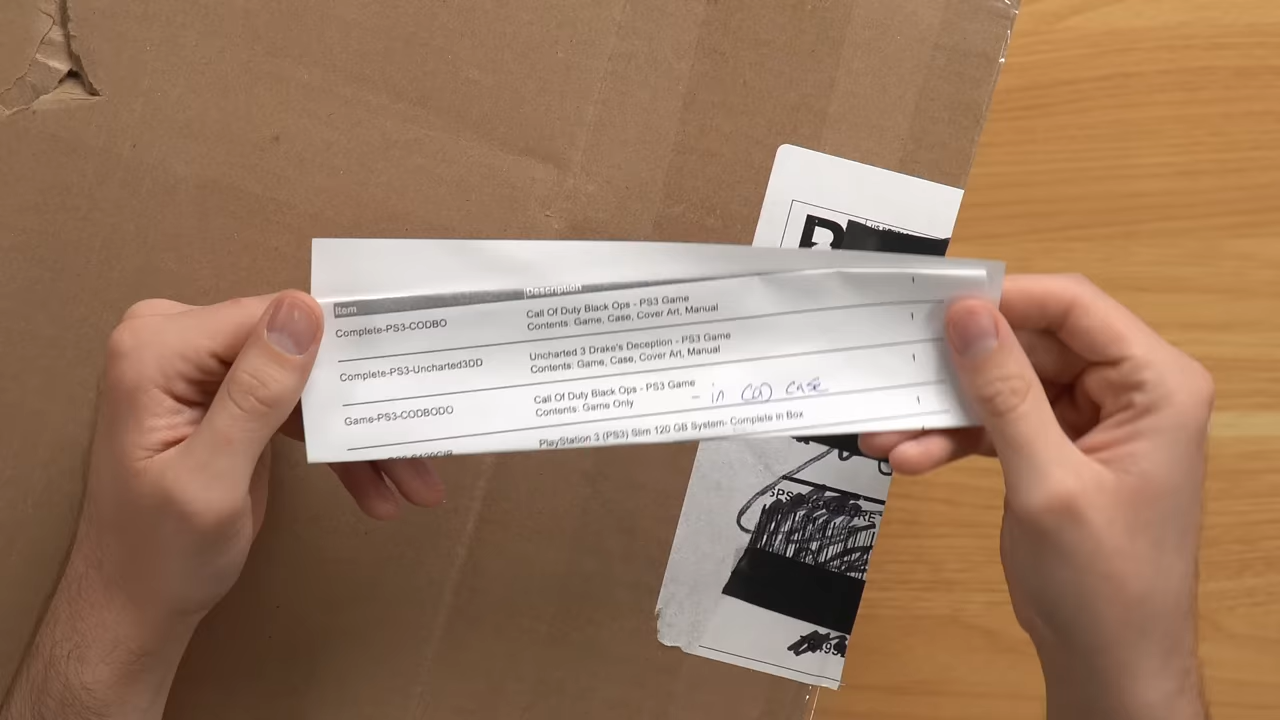 Item Description
Complete-PS3-CODBO
Call Of Duty Black Ops - PS3 Game
Contents: Game, Case, Cover Art, Manual
1
Complete-PS3-Uncharted3DD
Uncharted 3 Drake's Deception - PS3 Game
Contents: Game, Case, Cover Art, Manual
1
Game-PS3-CODBODO
Call Of Duty Black Ops - PS3 Game
Contents: Game Only
- in COD case
1
PlayStation 3 (PS3) Slim 120 GB System- Complete in Box
1